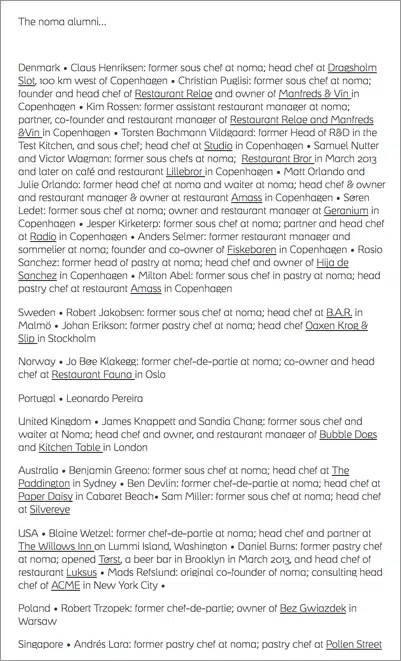 The noma alumni...
Denmark • Claus Henriksen: former sous chef at noma; head chef at Dragsholm
Slot, 100 km west of Copenhagen • Christian Puglisi: former sous chef at noma;
founder and head chef of Restaurant Relae and owner of Manfreds & Vin in
Copenhagen • Kim Rossen: former assistant restaurant manager at noma;
partner, co-founder and restaurant manager of Restaurant Relae and Manfreds
&Vin in Copenhagen • Torsten Bachmann Vildgaard: former Head of R&D in the
Test Kitchen, and sous chef; head chef at Studio in Copenhagen • Samuel Nutter
and Victor Wagman: former sous chefs at noma; Restaurant Bror in March 2013
and later on café and restaurant Lillebror in Copenhagen • Matt Orlando and
Julie Orlando: former head chef at noma and waiter at noma; head chef & owner
and restaurant manager & owner at restaurant Amass in Copenhagen • Søren
Ledet: former sous chef at noma; owner and restaurant manager at Geranium in
Copenhagen • Jesper Kirketerp: former sous chef at noma; partner and head chef
at Radio in Copenhagen • Anders Selmer: former restaurant manager and
sommelier at noma; founder and co-owner of Fiskebaren in Copenhagen • Rosio
Sanchez: former head of pastry at noma; head chef and owner of Hija de
Sanchez in Copenhagen • Milton Abel: former sous chef in pastry at noma; head
pastry chef at restaurant Amass in Copenhagen
Sweden • Robert Jakobsen: former sous chef at noma; head chef at B.A.R. in
Malmö • Johan Erikson: former pastry chef at noma; head chef Oaxen Krog &
Slip in Stockholm
Norway • Jo Bøe Klakegg: former chef-de-partie at noma; co-owner and head
chef at Restaurant Fauna in Oslo
Portugal • Leonardo Pereira
United Kingdom • James Knappett and Sandia Chang: former sous chef and
waiter at Noma; head chef and owner, and restaurant manager of Bubble Dogs
and Kitchen Table in London
Australia • Benjamin Greeno: former sous chef at noma; head chef at The
Paddington in Sydney • Ben Devlin: former chef-de-partie at noma; head chef at
Paper Daisy in Cabaret Beach• Sam Miller: former sous chef at noma; head chef
at Silvereye
USA • Blaine Wetzel: former chef-de-partie at noma; head chef and partner at
The Willows Inn on Lummi Island, Washington • Daniel Burns: former pastry chef
at noma; opened Tørst, a beer bar in Brooklyn in March 2013, and head chef of
restaurant Luksus • Mads Refslund: original co-founder of noma; consulting head
chef of ACME in New York City •
Poland • Robert Trzopek: former chef-de-partie; owner of Bez Gwiazdek in
Warsaw
Singapore • Andrés Lara: former pastry chef at noma; pastry chef at Pollen Street